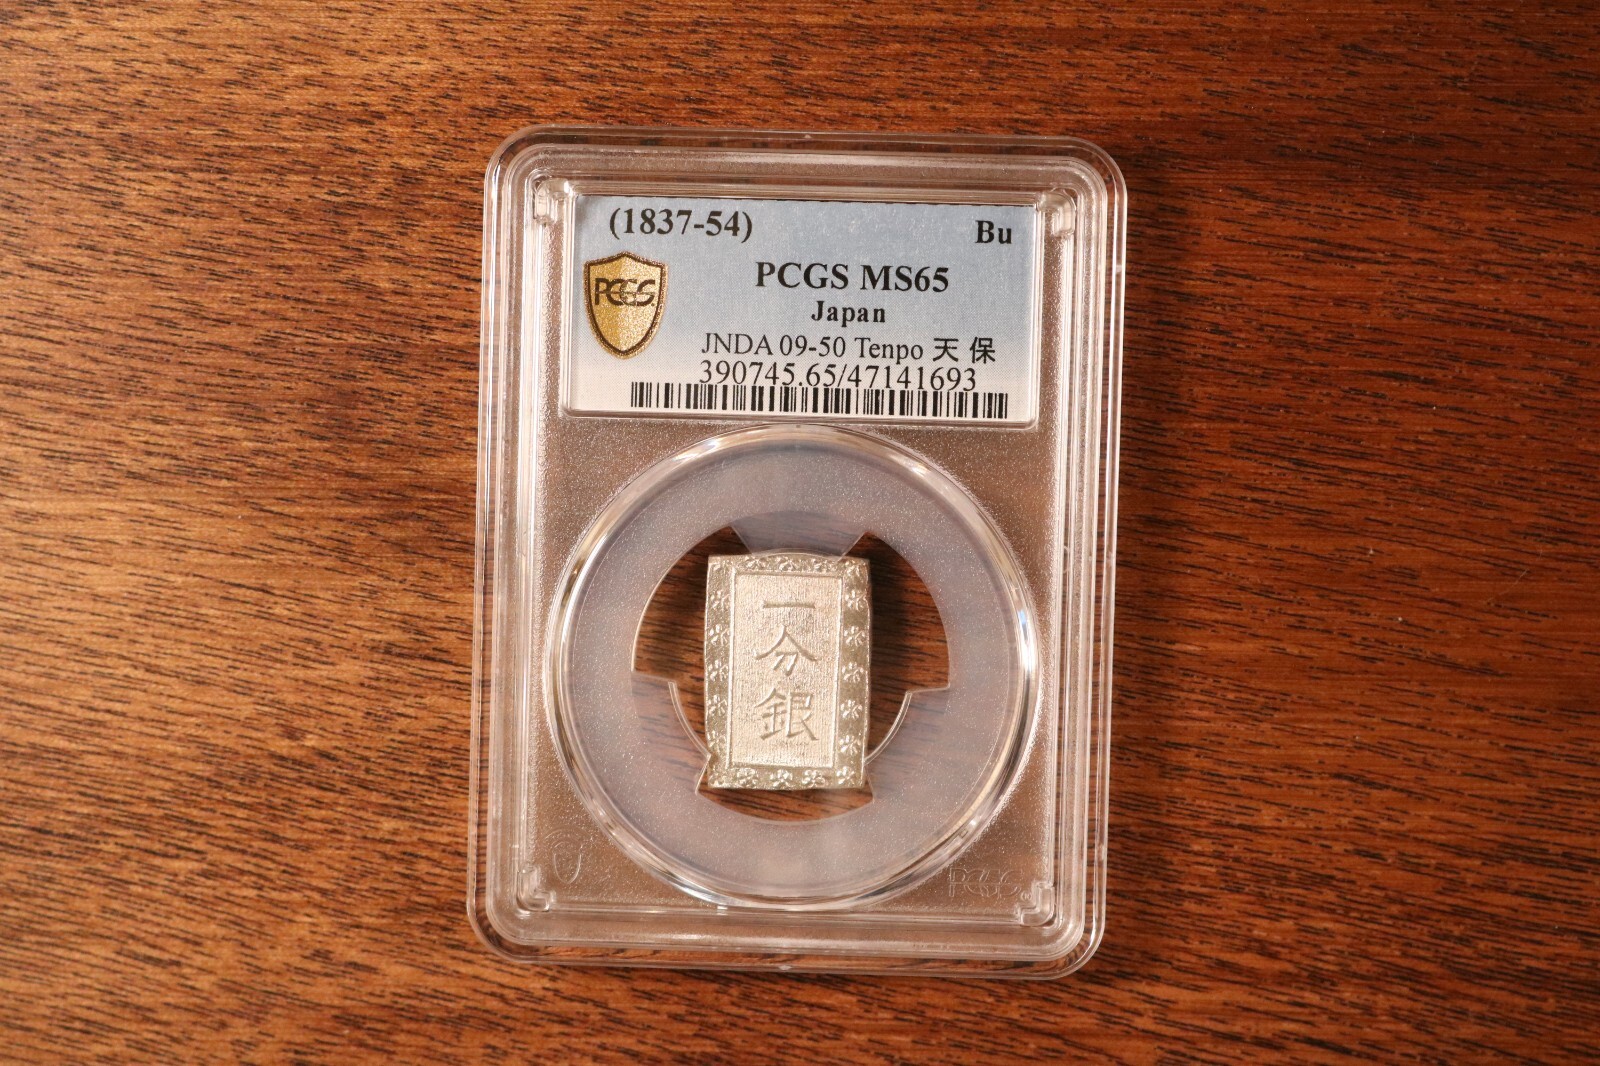 (1837-54)
Bu
PCGS
PCGS MS65
Japan
JNDA 09-50 Tenpo 天保
390745.65/47141693
一
分
銀
PCGS